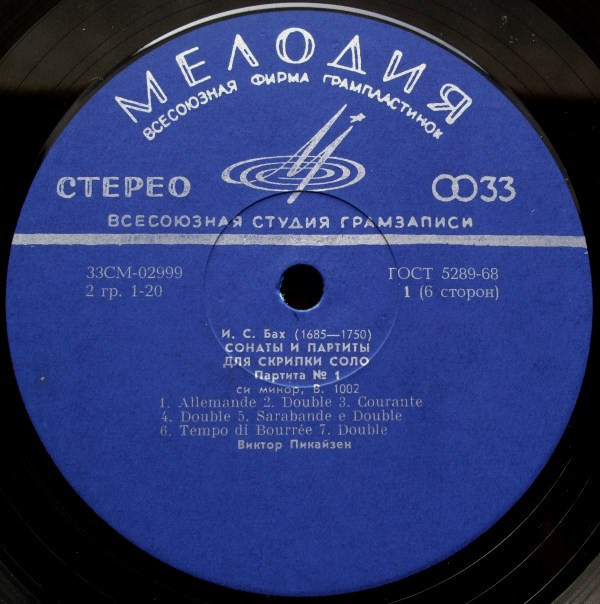 МЕЛОДИЯ
ВСЕСОЮЗНАЯ ФИРМА ГРАМПЛАСТИНОК
СТЕРЕО
33
ВСЕСОЮЗНАЯ СТУДИЯ ГРАМЗАПИСИ
33СМ-02999
ГОСТ 5289-68
2 гр. 1-20
1 (6 сторон)
И. С. Бах (1685—1750)
СОНАТЫ И ПАРТИТЫ
ДЛЯ СКРИПКИ СОЛО
Партита № 1
си минор, В. 1002
1. Allemande 2. Double 3. Courante
4. Double 5. Sarabande e Double
6. Tempo di Bourrée 7. Double
Виктор Пикайзен